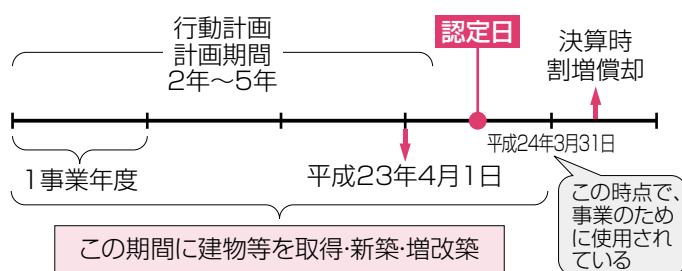 行動計画
計画期間
2年～5年
認定日
決算時
割増償却
1事業年度
平成23年4月1日
平成24年3月31日
この期間に建物等を取得・新築・増改築
この時点で、
事業のため
に使用され
ている